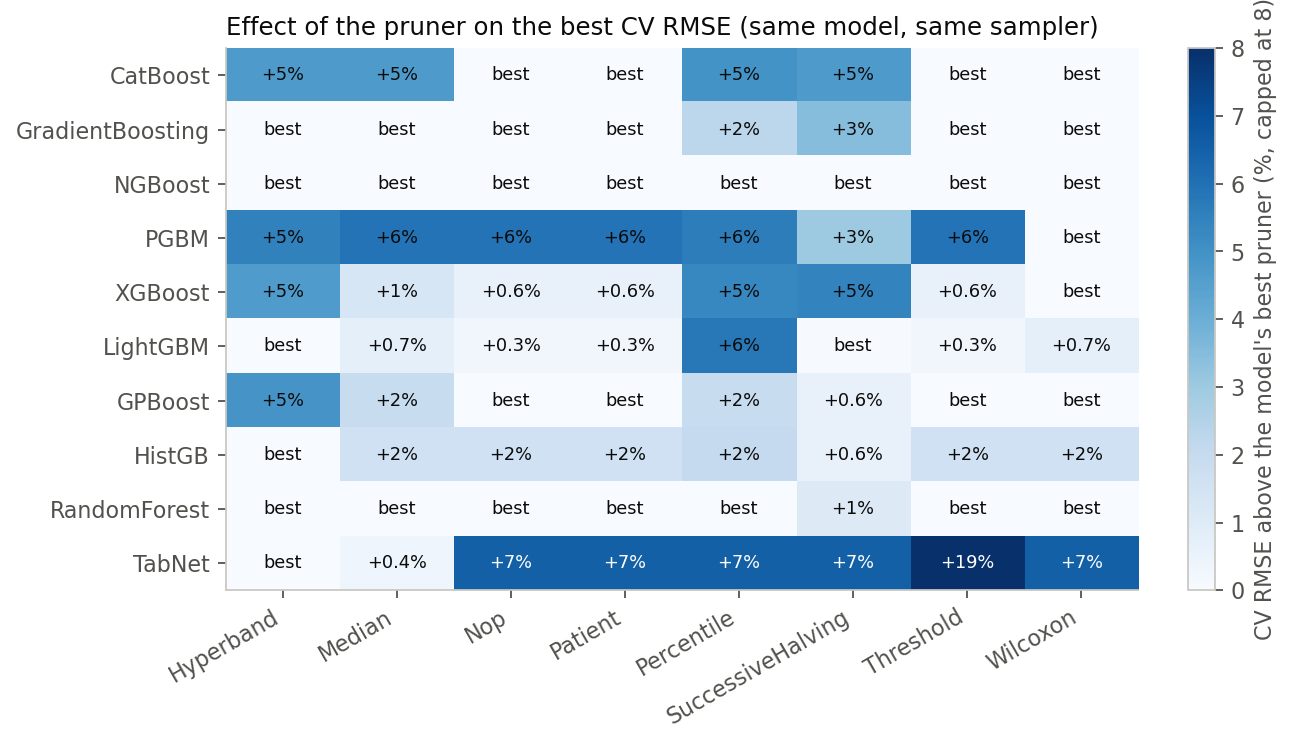 Effect of the pruner on the best CV RMSE (same model, same sampler)
CatBoost +5% +5% best best +5% +5% best best
GradientBoosting best best best best +2% +3% best best
NGBoost best best best best best best best best
PGBM +5% +6% +6% +6% +6% +3% +6% best
XGBoost +5% +1% +0.6% +0.6% +5% +5% +0.6% best
LightGBM best +0.7% +0.3% +0.3% +6% best +0.3% +0.7%
GPBoost +5% +2% best best +2% +0.6% best best
HistGB best +2% +2% +2% +2% +0.6% +2% +2%
RandomForest best best best best best +1% best best
TabNet best +0.4% +7% +7% +7% +7% +19% +7%
Hyperband Median Nop Patient Percentile SuccessiveHalving Threshold Wilcoxon
8
7
6
5
4
3
2
1
0
CV RMSE above the model's best pruner (%, capped at 8)